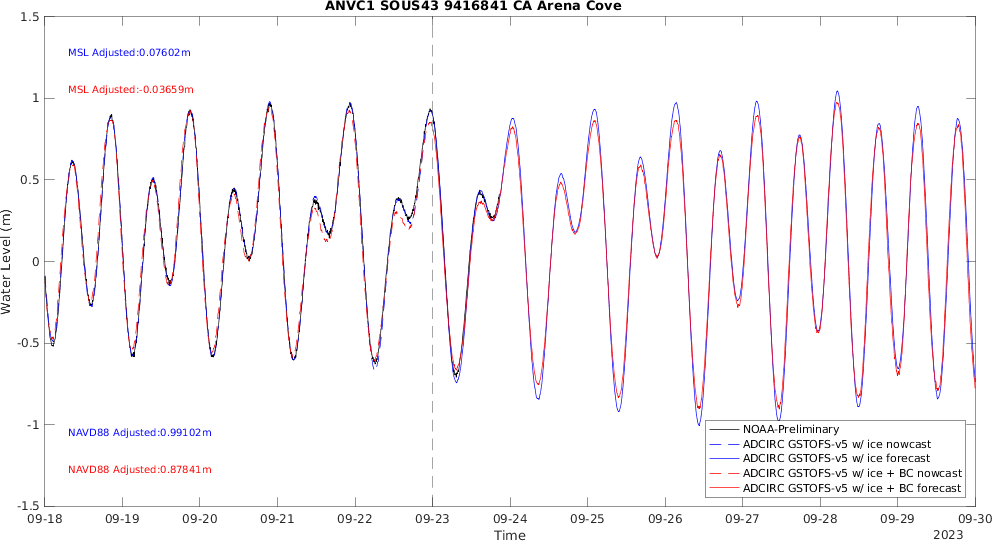 ANVC1 SOUS43 9416841 CA Arena Cove
1.5
1
0.5
0
-0.5
-1
-1.5
Water Level (m)
MSL Adjusted:0.07602m
MSL Adjusted:-0.03659m
NAVD88 Adjusted:0.99102m
NAVD88 Adjusted:0.87841m
NOAA-Preliminary
ADCIRC GSTOFS-v5 w/ ice nowcast
ADCIRC GSTOFS-v5 w/ ice forecast
ADCIRC GSTOFS-v5 w/ ice + BC nowcast
ADCIRC GSTOFS-v5 w/ ice + BC forecast
09-18 09-19 09-20 09-21 09-22 09-23 09-24 09-25 09-26 09-27 09-28 09-29 09-30
Time
2023